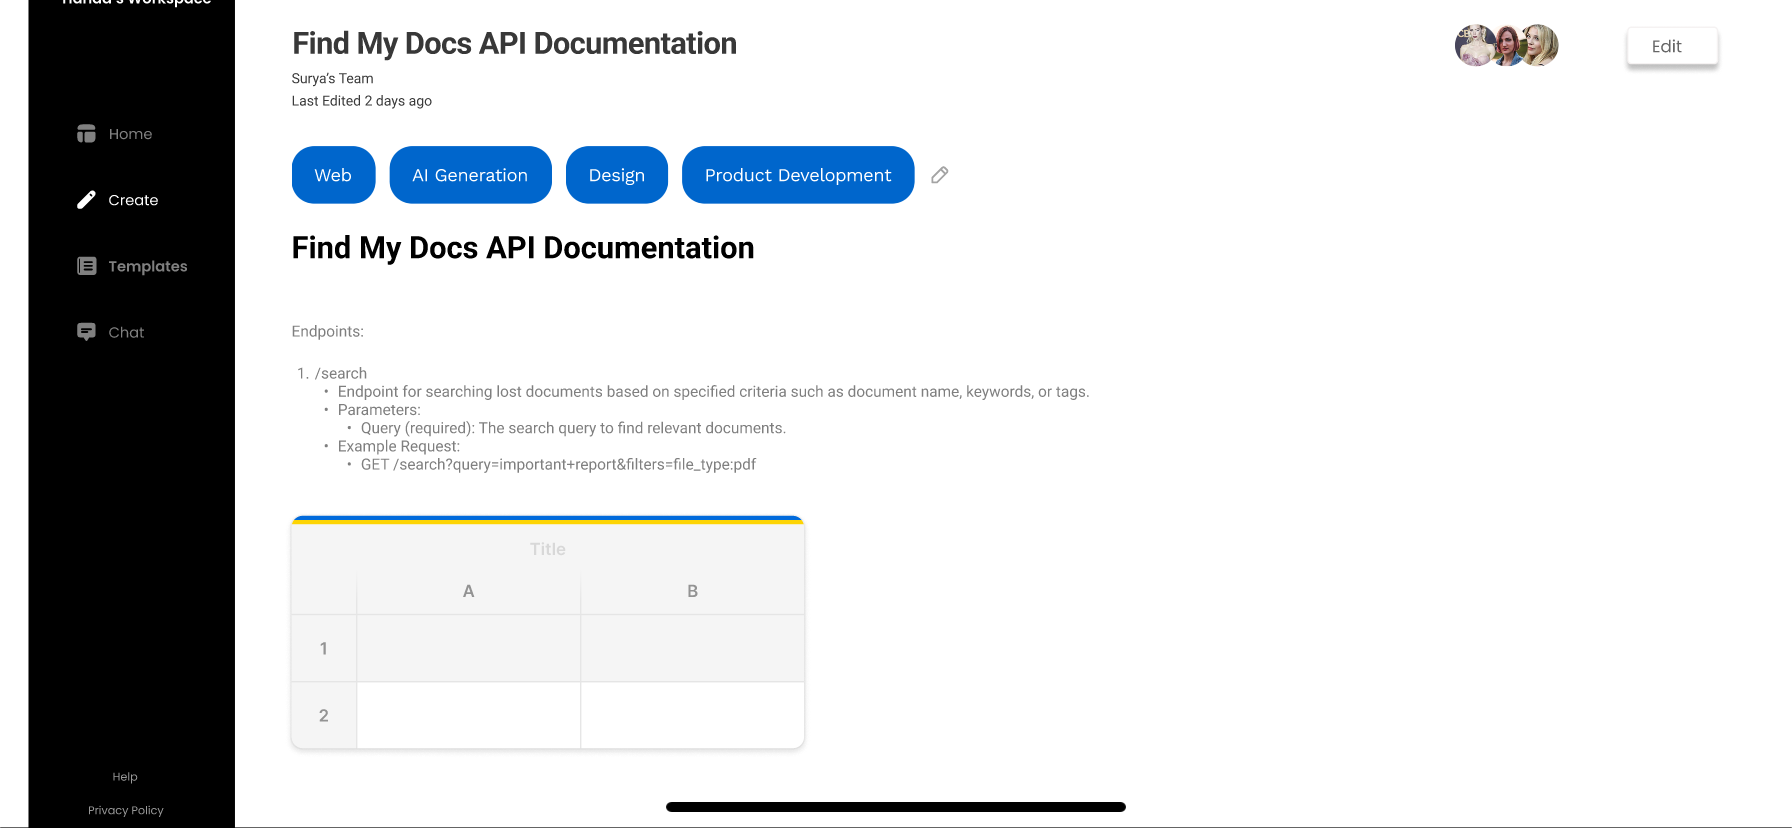 Workspace
Home
Create
Templates
Chat
Help
Privacy Policy
Find My Docs API Documentation
Surya's Team
Last Edited 2 days ago
Edit
Web
AI Generation
Design
Product Development
Find My Docs API Documentation
Endpoints:
1. /search
• Endpoint for searching lost documents based on specified criteria such as document name, keywords, or tags.
• Parameters:
• Query (required): The search query to find relevant documents.
• Example Request:
• GET /search?query=important+report&filters=file_type:pdf
Title
A
B
1
2